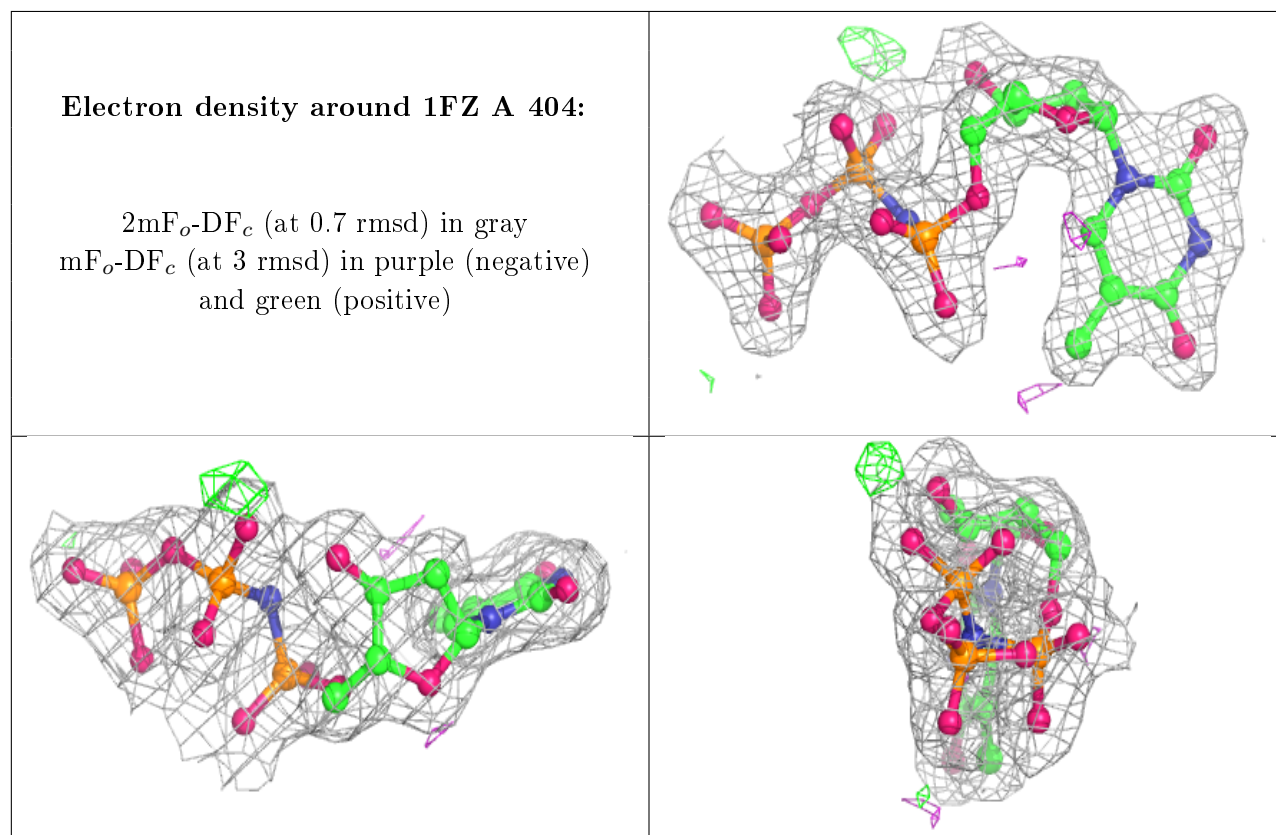 Electron density around 1FZ A 404:
2mFo-DFc (at 0.7 rmsd) in gray
mFo-DFc (at 3 rmsd) in purple (negative)
and green (positive)